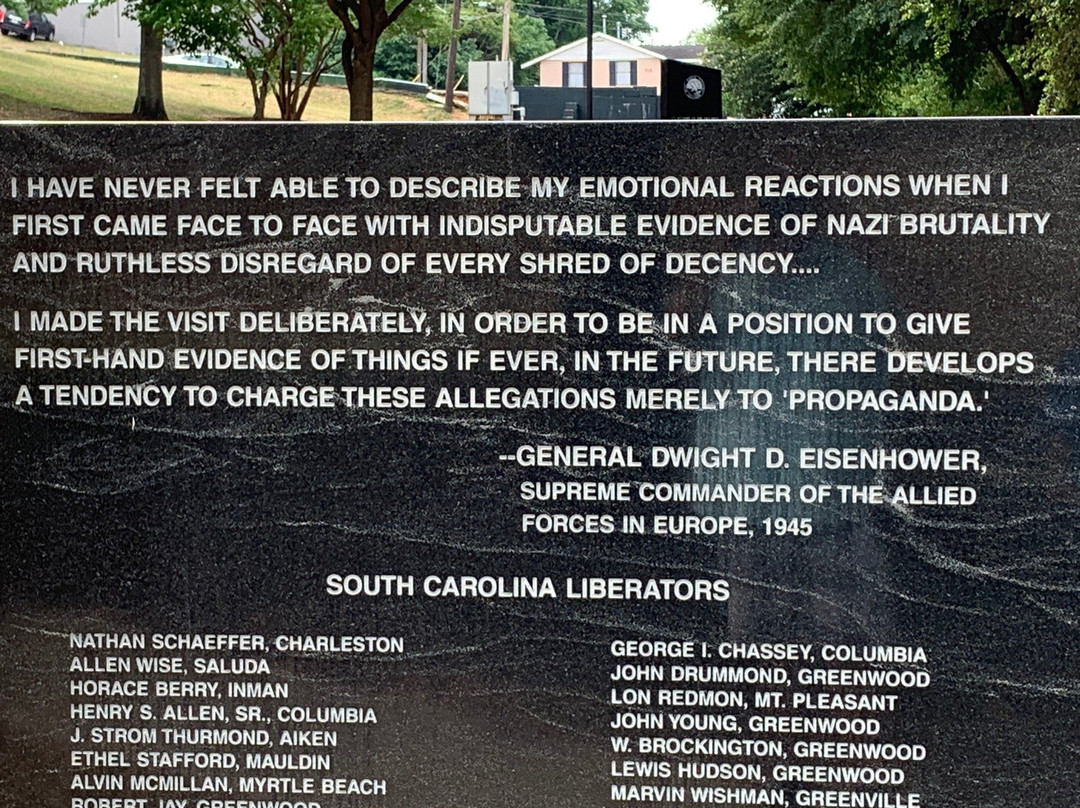 I HAVE NEVER FELT ABLE TO DESCRIBE MY EMOTIONAL REACTIONS WHEN I
FIRST CAME FACE TO FACE WITH INDISPUTABLE EVIDENCE OF NAZI BRUTALITY
AND RUTHLESS DISREGARD OF EVERY SHRED OF DECENCY....
I MADE THE VISIT DELIBERATELY, IN ORDER TO BE IN A POSITION TO GIVE
FIRST-HAND EVIDENCE OF THINGS IF EVER, IN THE FUTURE, THERE DEVELOPS
A TENDENCY TO CHARGE THESE ALLEGATIONS MERELY TO 'PROPAGANDA.'
--GENERAL DWIGHT D. EISENHOWER,
SUPREME COMMANDER OF THE ALLIED
FORCES IN EUROPE, 1945
SOUTH CAROLINA LIBERATORS
NATHAN SCHAEFFER, CHARLESTON
ALLEN WISE, SALUDA
HORACE BERRY, INMAN
HENRY S. ALLEN, SR., COLUMBIA
J. STROM THURMOND, AIKEN
ETHEL STAFFORD, MAULDIN
ALVIN MCMILLAN, MYRTLE BEACH
ROBERT JAY, GREENWOOD
GEORGE I. CHASSEY, COLUMBIA
JOHN DRUMMOND, GREENWOOD
LON REDMON, MT. PLEASANT
JOHN YOUNG, GREENWOOD
W. BROCKINGTON, GREENWOOD
LEWIS HUDSON, GREENWOOD
MARVIN WISHMAN, GREENVILLE